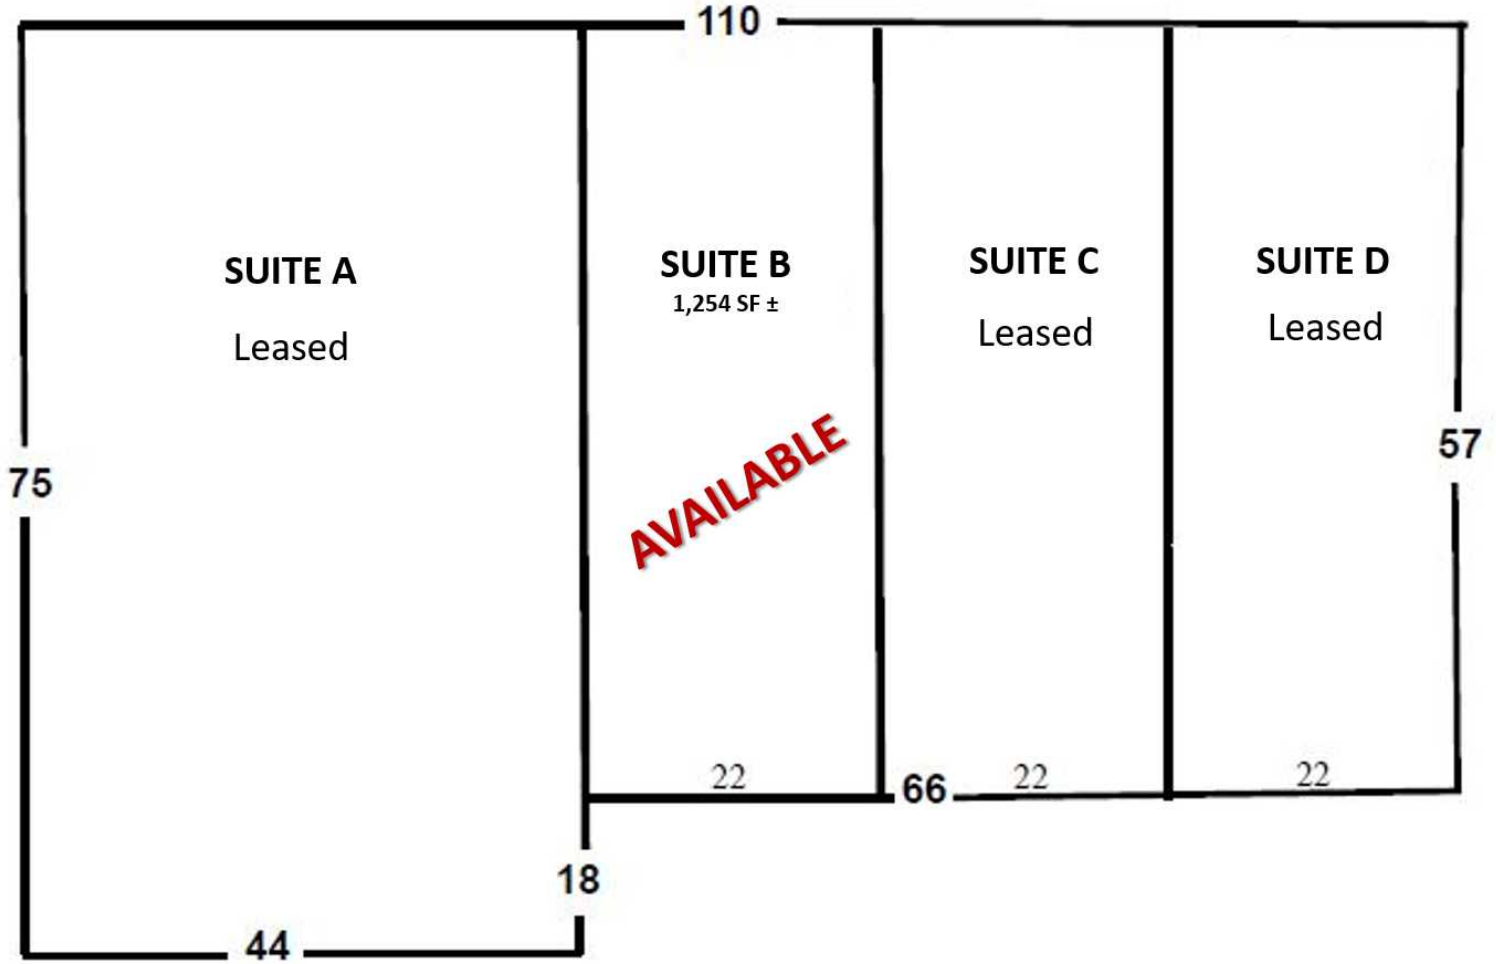 110
SUITE A
Leased
SUITE B
1,254 SF ±
AVAILABLE
SUITE C
Leased
SUITE D
Leased
75
57
22
66
22
22
18
44